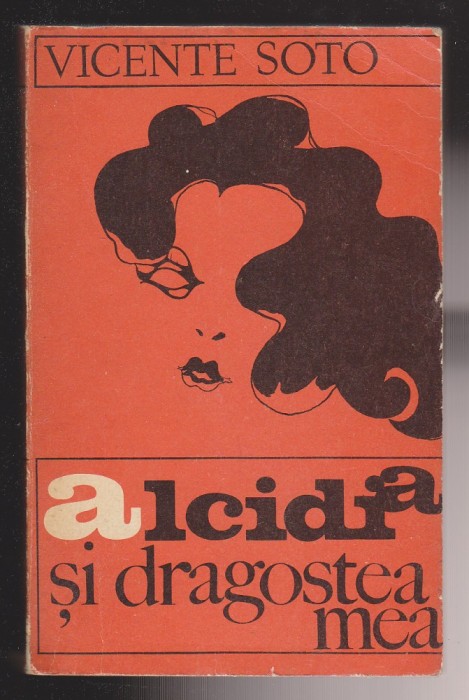 VICENTE SOTO
alcidia
și dragostea
mea